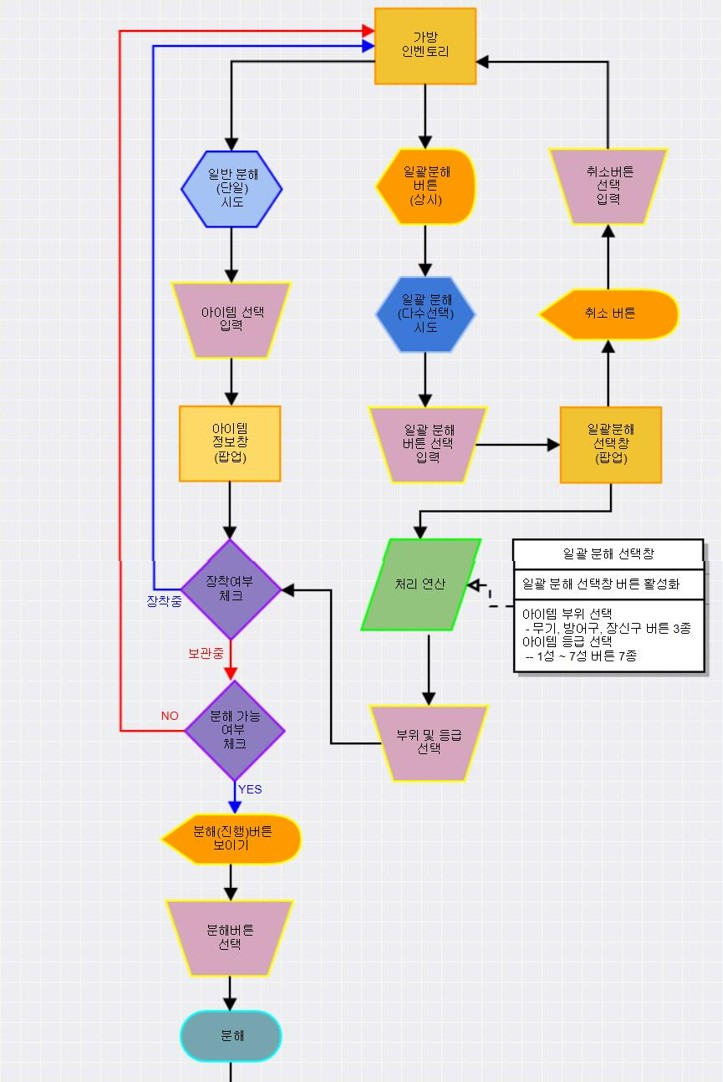 가방
인벤토리
일반 분해
(단일)
시도
일괄분해
버튼
(상시)
취소버튼
선택
입력
아이템 선택
입력
일괄 분해
(다수선택)
시도
취소 버튼
아이템
정보창
(팝업)
일괄 분해
버튼 선택
입력
일괄분해
선택창
(팝업)
장착여부
체크
장착중
처리 연산
일괄 분해 선택창
일괄 분해 선택창 버튼 활성화
아이템 부위 선택
- 무기, 방어구, 장신구 버튼 3종
아이템 등급 선택
-- 1성 ~ 7성 버튼 7종
보관중
분해 가능
여부
체크
NO
YES
부위 및 등급
선택
분해(진행)버튼
보이기
분해버튼
선택
분해